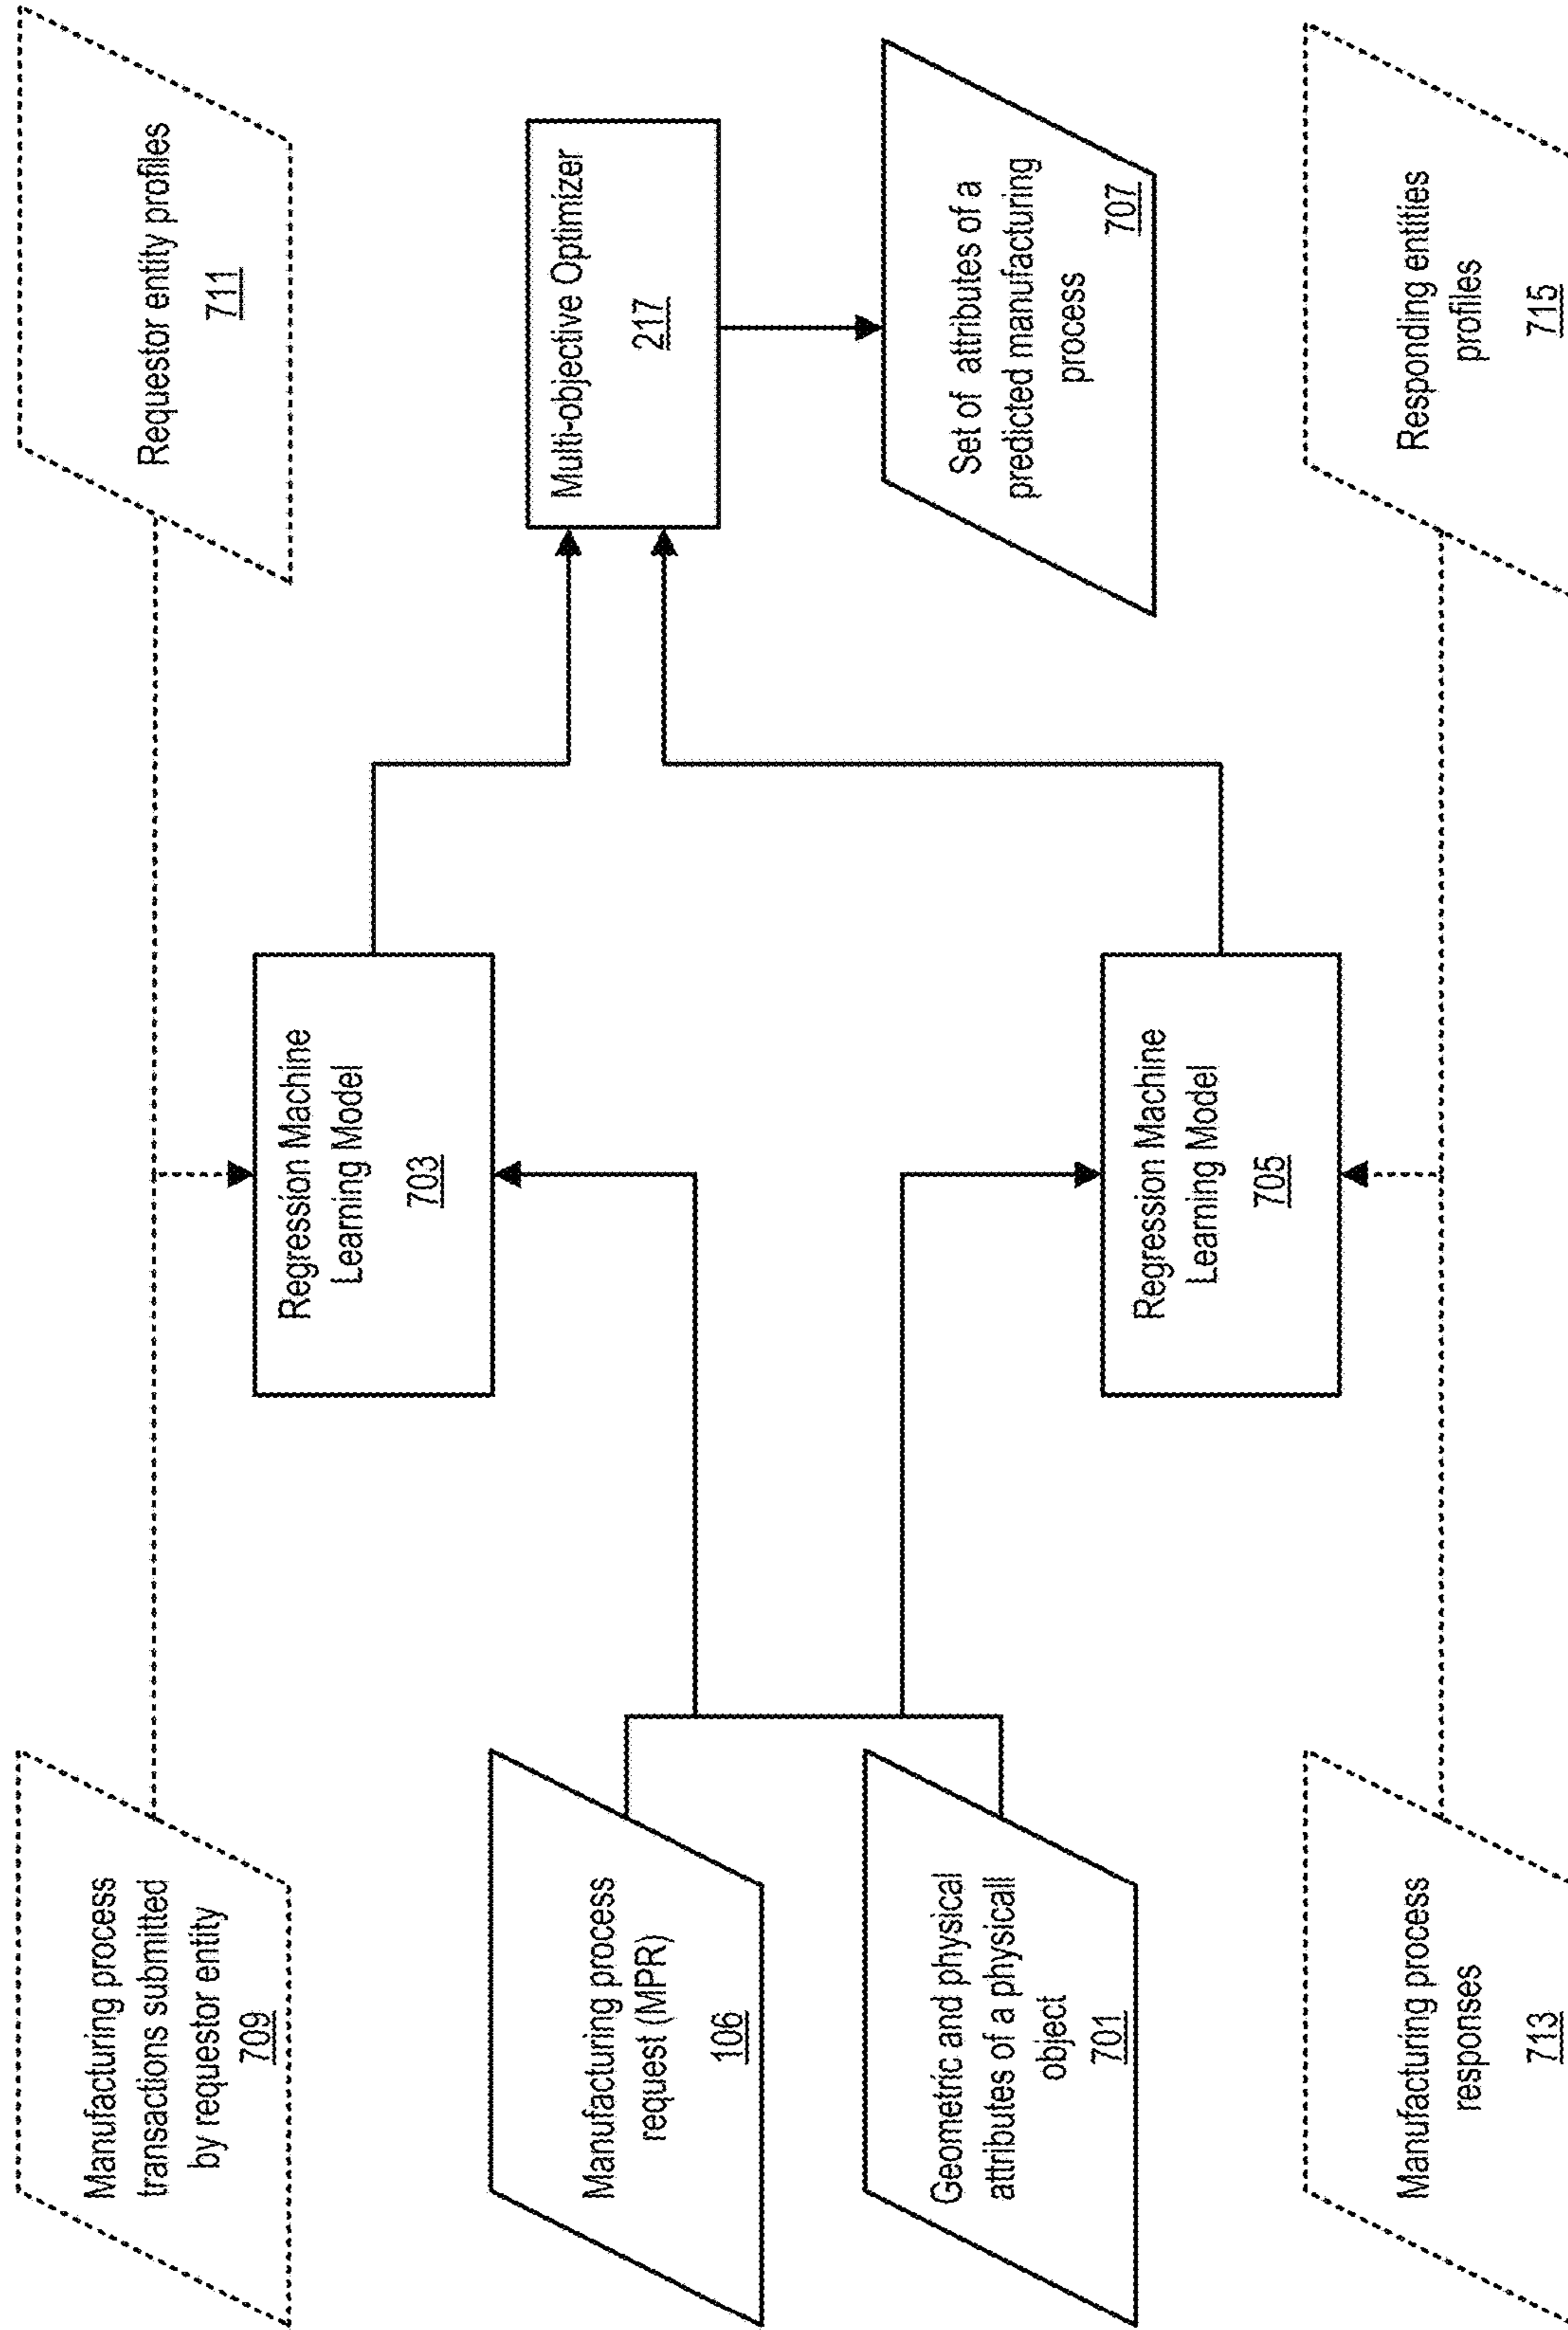 Manufacturing process
transactions submitted
by requestor entity
709
Requestor entity profiles
711
Regression Machine
Learning Model
703
Manufacturing process
request (MPR)
106
Multi-objective Optimizer
217
Geometric and physical
attributes of a physicall
object
701
Set of attributes of a
predicted manufacturing
process
707
Regression Machine
Learning Model
705
Manufacturing process
responses
713
Responding entities
profiles
715